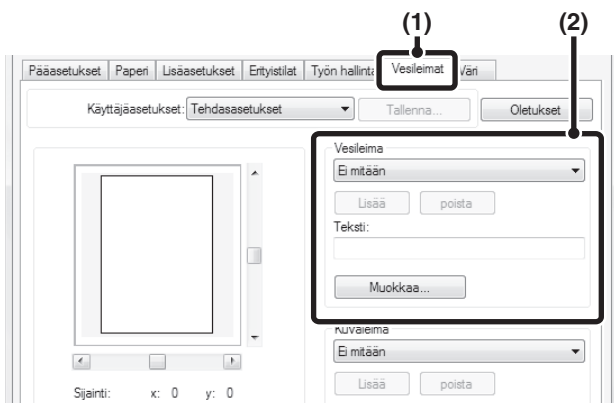 (1) (2)
Pääasetukset Paperi Lisäasetukset Erityistilat Työn hallinta Vesileimat Väri
Käyttäjäasetukset: Tehdasasetukset Tallenna... Oletukset
Vesileima
Ei mitään
Lisää poista
Teksti:
Muokkaa...
Kuvaleima
Ei mitään
Lisää poista
Sijainti: x: 0 y: 0